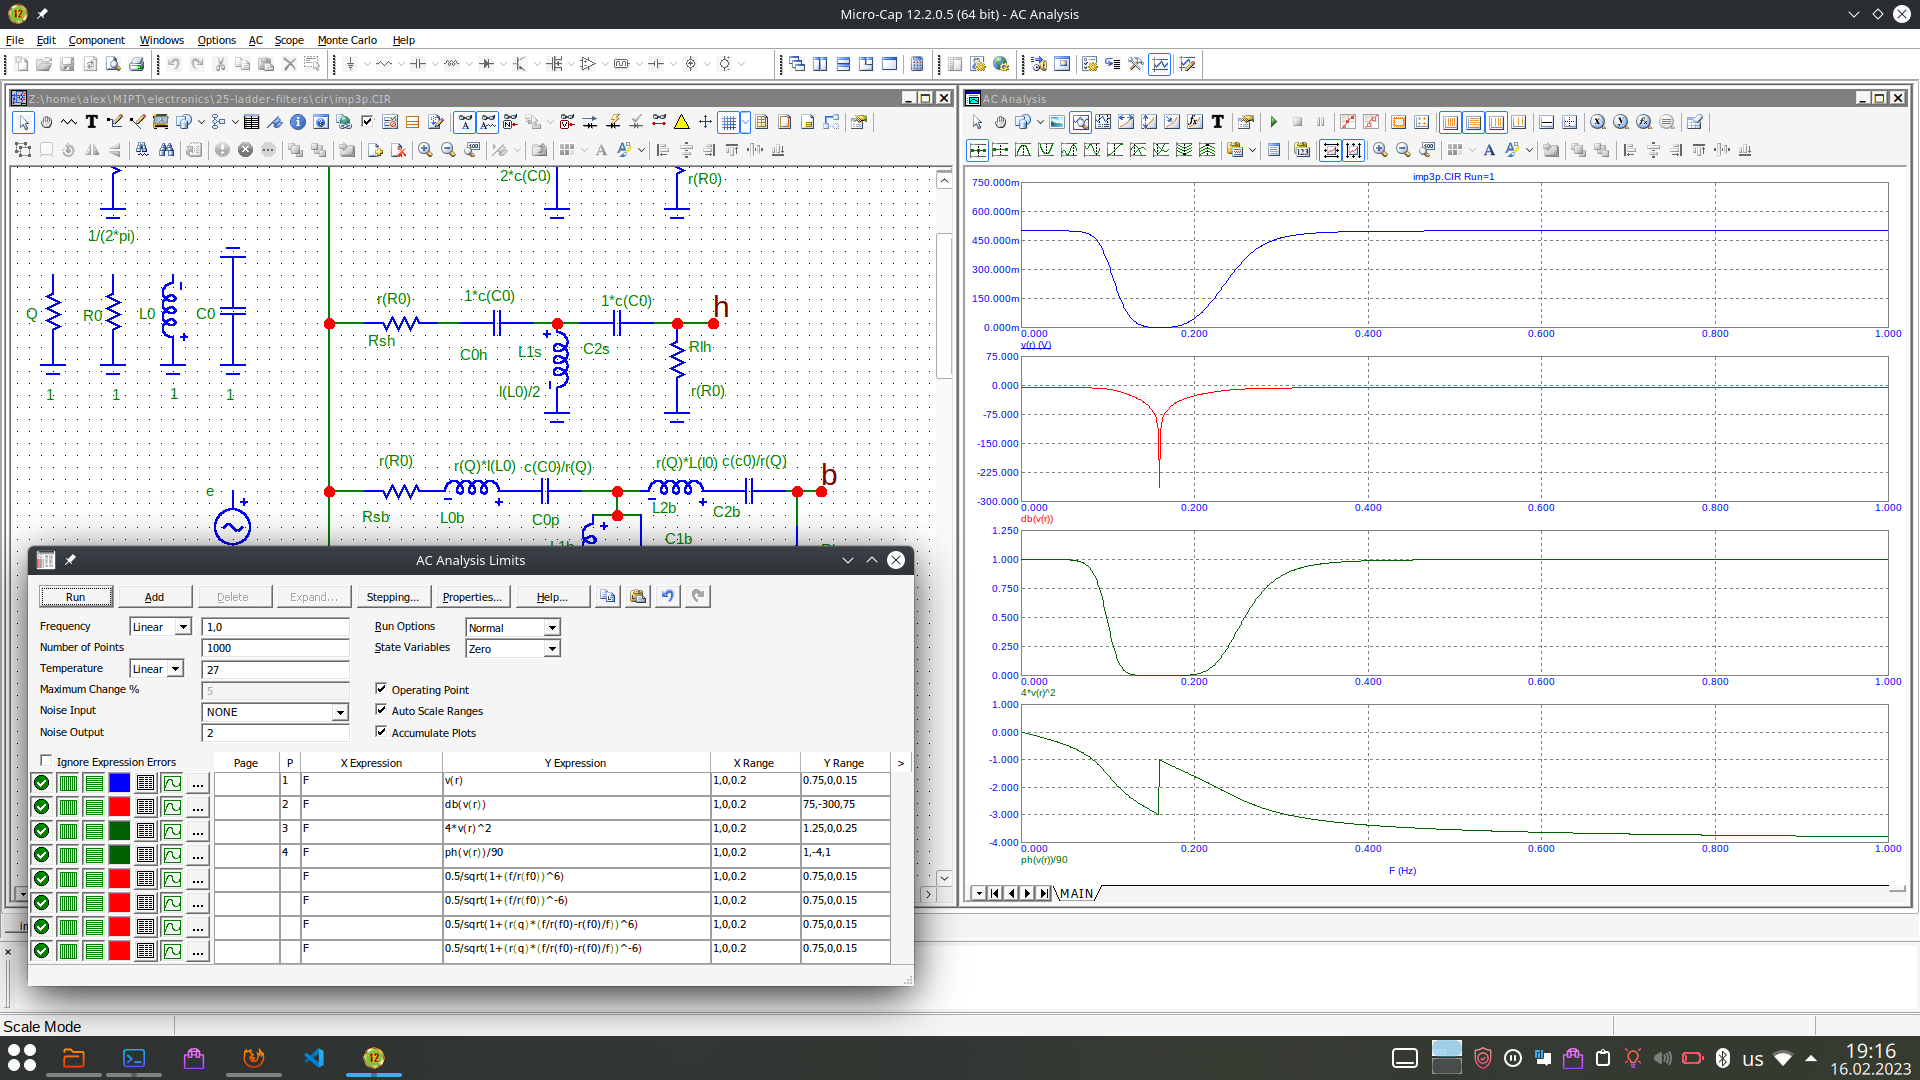 Micro-Cap 12.2.0.5 (64 bit) - AC Analysis
File Edit Component Windows Options AC Scope Monte Carlo Help
Z:\home\alex\MIPT\electronics\25-ladder-filters\cir\imp3p.CIR
AC Analysis
2*c(C0)
r(R0)
1/(2*pi)
Q
R0
L0
C0
1
1
1
1
r(R0)
1*c(C0)
1*c(C0)
h
Rsh
C0h
L1s
C2s
Rlh
l(L0)/2
r(R0)
r(R0)
r(Q)*l(L0)
c(C0)/r(Q)
r(Q)*L(l0)
c(c0)/r(Q)
b
Rsb
L0b
C0p
L2b
C2b
e
C1b
imp3p.CIR Run=1
750.000m
600.000m
450.000m
300.000m
150.000m
0.000m
0.000 0.200 0.400 0.600 0.800 1.000
v(r) (V)
75.000
0.000
-75.000
-150.000
-225.000
-300.000
0.000 0.200 0.400 0.600 0.800 1.000
db(v(r))
1.250
1.000
0.750
0.500
0.250
0.000
0.000 0.200 0.400 0.600 0.800 1.000
4*v(r)^2
1.000
0.000
-1.000
-2.000
-3.000
-4.000
0.000 0.200 0.400 0.600 0.800 1.000
ph(v(r))/90
F (Hz)
MAIN
AC Analysis Limits
Run Add Delete Expand... Stepping... Properties... Help...
Frequency Linear 1,0 Run Options Normal
Number of Points 1000 State Variables Zero
Temperature Linear 27
Maximum Change % 5 Operating Point
Noise Input NONE Auto Scale Ranges
Noise Output 2 Accumulate Plots
Ignore Expression Errors Page P X Expression Y Expression X Range Y Range >
... 1 F v(r) 1,0,0.2 0.75,0,0.15
... 2 F db(v(r)) 1,0,0.2 75,-300,75
... 3 F 4*v(r)^2 1,0,0.2 1.25,0,0.25
... 4 F ph(v(r))/90 1,0,0.2 1,-4,1
... F 0.5/sqrt(1+(f/r(f0))^6) 1,0,0.2 0.75,0,0.15
... F 0.5/sqrt(1+(f/r(f0))^-6) 1,0,0.2 0.75,0,0.15
... F 0.5/sqrt(1+(r(q)*(f/r(f0)-r(f0)/f))^6) 1,0,0.2 0.75,0,0.15
... F 0.5/sqrt(1+(r(q)*(f/r(f0)-r(f0)/f))^-6) 1,0,0.2 0.75,0,0.15
Scale Mode
us
19:16
16.02.2023